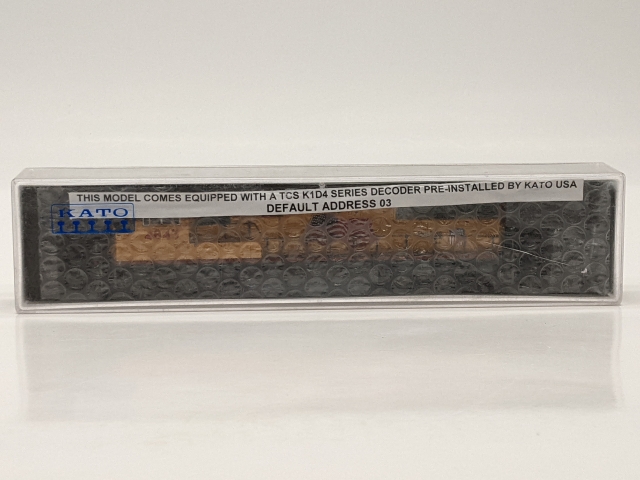 THIS MODEL COMES EQUIPPED WITH A TCS K1D4 SERIES DECODER PRE-INSTALLED BY KATO USA
DEFAULT ADDRESS 03
KATO